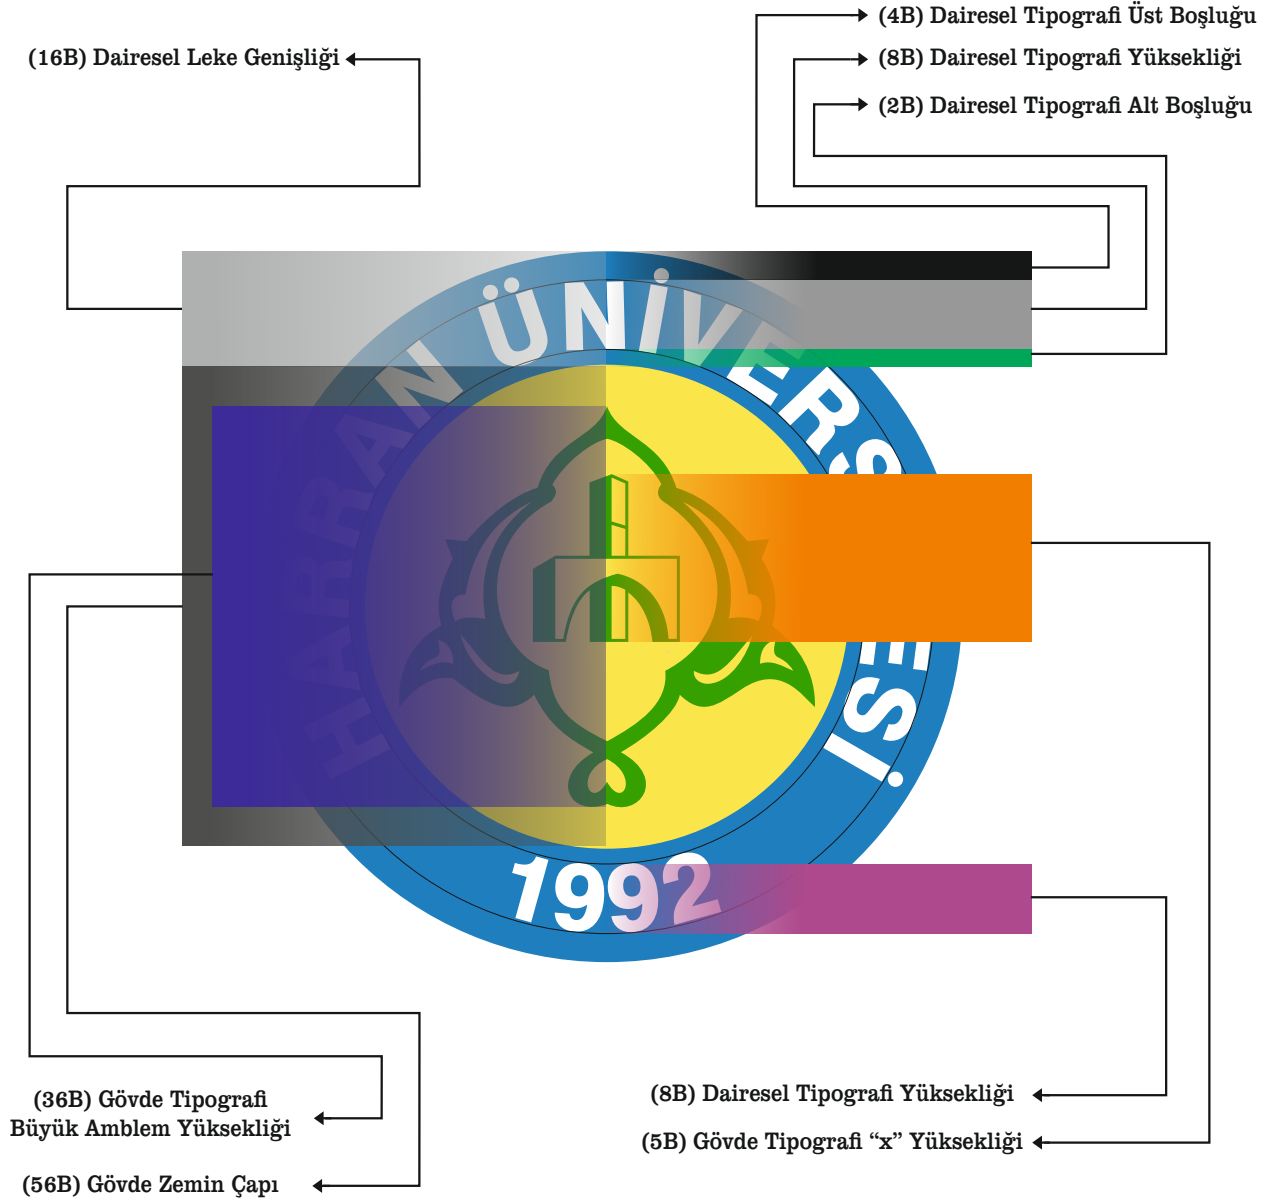 (4B) Dairesel Tipografi Üst Boşluğu
(16B) Dairesel Leke Genişliği
(8B) Dairesel Tipografi Yüksekliği
(2B) Dairesel Tipografi Alt Boşluğu
HARRAN ÜNİVERSİTESİ
1992
(36B) Gövde Tipografi
Büyük Amblem Yüksekliği
(56B) Gövde Zemin Çapı
(8B) Dairesel Tipografi Yüksekliği
(5B) Gövde Tipografi “x” Yüksekliği